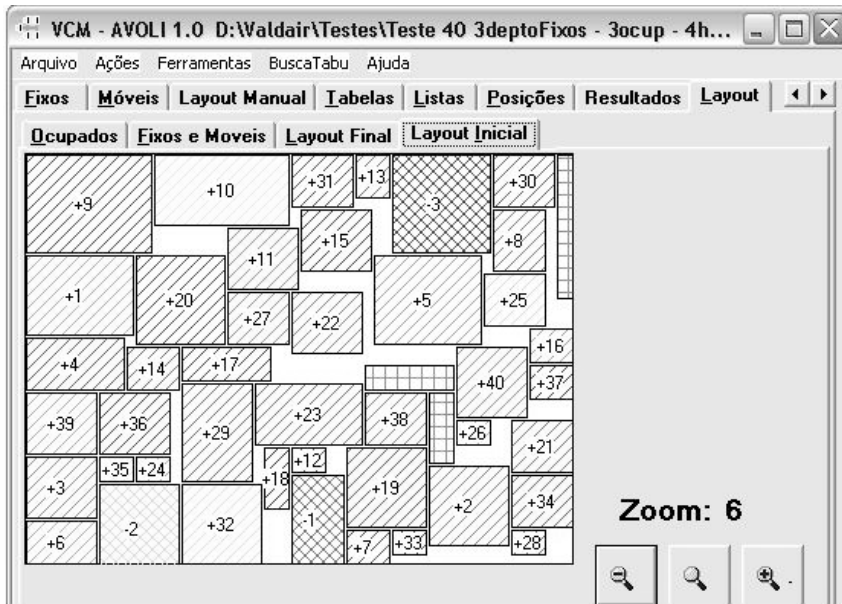 VCM - AVOLI 1.0 D:\Valdair\Testes\Teste 40 3deptoFixos - 3ocup - 4h...
Arquivo Ações Ferramentas BuscaTabu Ajuda
Fixos Móveis Layout Manual Tabelas Listas Posições Resultados Layout
Ocupados Fixos e Moveis Layout Final Layout Inicial
+9 +10 +31 +13 -3 +30
+11 +15 +8
+1 +20 +27 +22 +5 +25
+4 +14 +17 +40 +16
+37
+39 +36 +29 +23 +38 +26 +21
+35 +24 +18 +12
+3 -2 +32 -1 +19 +2 +34
+6 +7 +33 +28
Zoom: 6